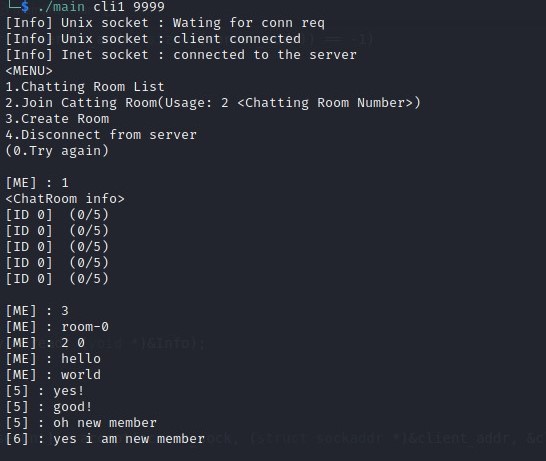 └─$ ./main cli1 9999
[Info] Unix socket : Wating for conn req
[Info] Unix socket : client connected
[Info] Inet socket : connected to the server
<MENU>
1.Chatting Room List
2.Join Catting Room(Usage: 2 <Chatting Room Number>)
3.Create Room
4.Disconnect from server
(0.Try again)
[ME] : 1
<ChatRoom info>
[ID 0]  (0/5)
[ID 0]  (0/5)
[ID 0]  (0/5)
[ID 0]  (0/5)
[ID 0]  (0/5)
[ME] : 3
[ME] : room-0
[ME] : 2 0
[ME] : hello
[ME] : world
[5] : yes!
[5] : good!
[5] : oh new member
[6] : yes i am new member